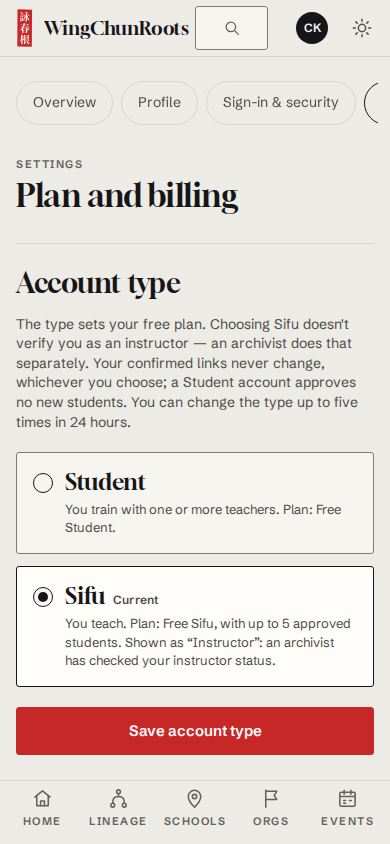 詠春根
WingChunRoots
CK
Overview
Profile
Sign-in & security
SETTINGS
Plan and billing
Account type
The type sets your free plan. Choosing Sifu doesn't
verify you as an instructor — an archivist does that
separately. Your confirmed links never change,
whichever you choose; a Student account approves
no new students. You can change the type up to five
times in 24 hours.
Student
You train with one or more teachers. Plan: Free
Student.
Sifu Current
You teach. Plan: Free Sifu, with up to 5 approved
students. Shown as “Instructor”: an archivist
has checked your instructor status.
Save account type
HOME
LINEAGE
SCHOOLS
ORGS
EVENTS